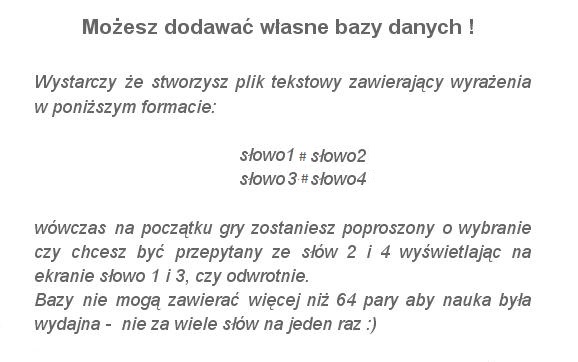 Możesz dodawać własne bazy danych !
Wystarczy że stworzysz plik tekstowy zawierający wyrażenia
w poniższym formacie:
słowo1 # słowo2
słowo3 # słowo4
wówczas na początku gry zostaniesz poproszony o wybranie
czy chcesz być przepytany ze słów 2 i 4 wyświetlając na
ekranie słowo 1 i 3, czy odwrotnie.
Bazy nie mogą zawierać więcej niż 64 pary aby nauka była
wydajna - nie za wiele słów na jeden raz :)